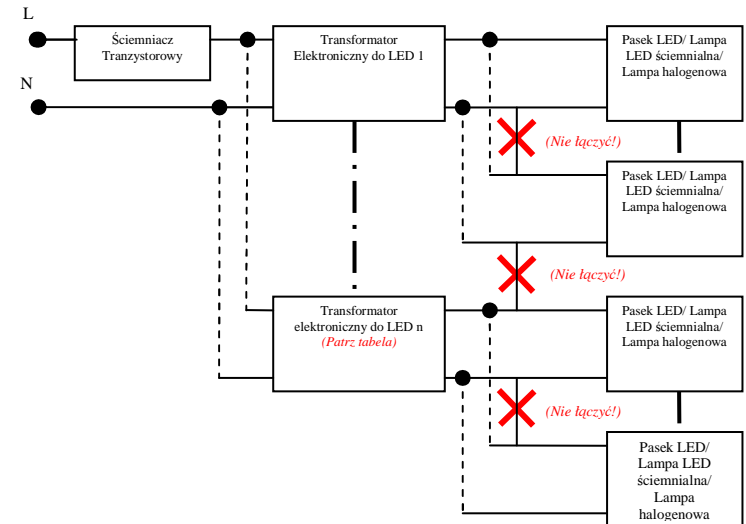 L
Ściemniacz
Tranzystorowy
N
Transformator
Elektroniczny do LED 1
Pasek LED/ Lampa
LED ściemnialna/
Lampa halogenowa
(Nie łączyć!)
Pasek LED/ Lampa
LED ściemnialna/
Lampa halogenowa
(Nie łączyć!)
Transformator
elektroniczny do LED n
(Patrz tabela)
Pasek LED/ Lampa
LED ściemnialna/
Lampa halogenowa
(Nie łączyć!)
Pasek LED/
Lampa LED
ściemnialna/
Lampa
halogenowa